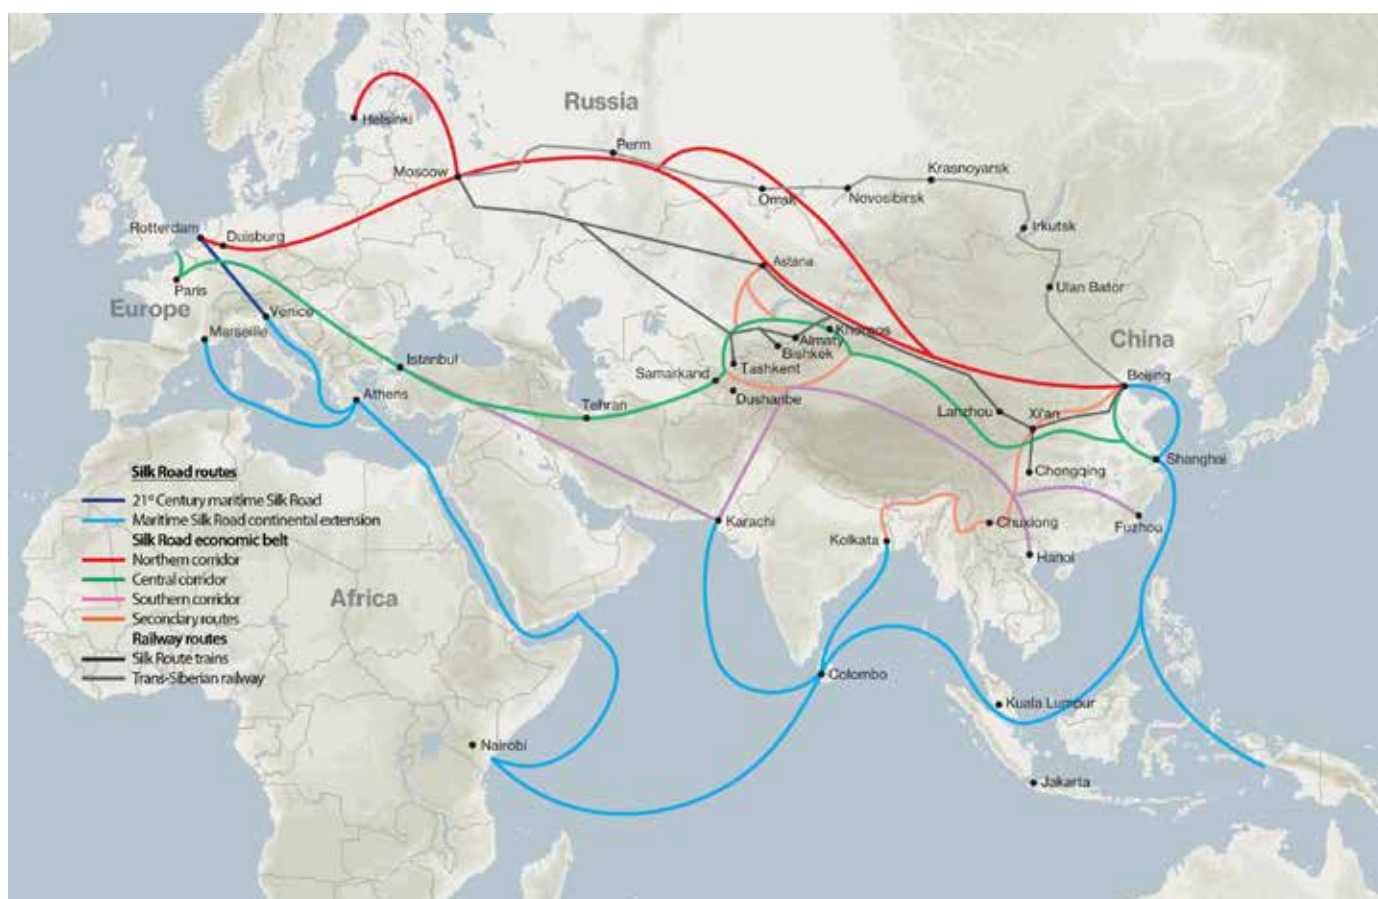 Russia
Helsinki
Perm
Moscow
Krasnoyarsk
Omsk
Novosibirsk
Rotterdam
Duisburg
Irkutsk
Astana
Paris
Ulan Bator
Europe
Venice
Marseille
Khorgos
China
Almaty
Bishkek
Istanbul
Tashkent
Samarkand
Beijing
Athens
Dushanbe
Tehran
Lanzhou
Xi'an
Shanghai
Silk Road routes
Chongqing
21st Century maritime Silk Road
Maritime Silk Road continental extension
Karachi
Chuxiong
Fuzhou
Silk Road economic belt
Kolkata
Northern corridor
Hanoi
Central corridor
Southern corridor
Africa
Secondary routes
Railway routes
Silk Route trains
Trans-Siberian railway
Colombo
Kuala Lumpur
Nairobi
Jakarta